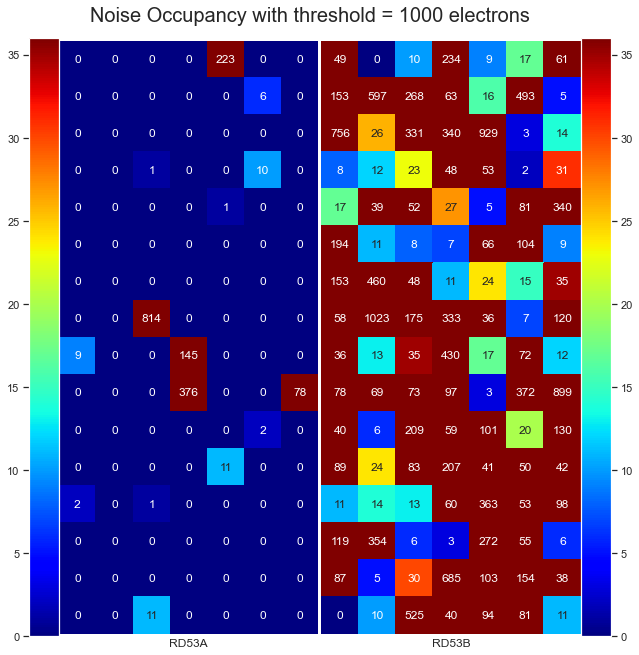 Noise Occupancy with threshold = 1000 electrons
35 0 0 0 0 223 0 0 49 0 10 234 9 17 61 35
0 0 0 0 0 6 0 153 597 268 63 16 493 5
30 0 0 0 0 0 0 0 756 26 331 340 929 3 14 30
0 0 1 0 0 10 0 8 12 23 48 53 2 31
25 0 0 0 0 1 0 0 17 39 52 27 5 81 340 25
0 0 0 0 0 0 0 194 11 8 7 66 104 9
20 0 0 0 0 0 0 0 153 460 48 11 24 15 35 20
0 0 814 0 0 0 0 58 1023 175 333 36 7 120
15 9 0 0 145 0 0 0 36 13 35 430 17 72 12 15
0 0 0 376 0 0 78 78 69 73 97 3 372 899
0 0 0 0 0 2 0 40 6 209 59 101 20 130
10 0 0 0 0 11 0 0 89 24 83 207 41 50 42 10
2 0 1 0 0 0 0 11 14 13 60 363 53 98
5 0 0 0 0 0 0 0 119 354 6 3 272 55 6 5
0 0 0 0 0 0 0 87 5 30 685 103 154 38
0 0 11 0 0 0 0 0 10 525 40 94 81 11
0 RD53A RD53B 0